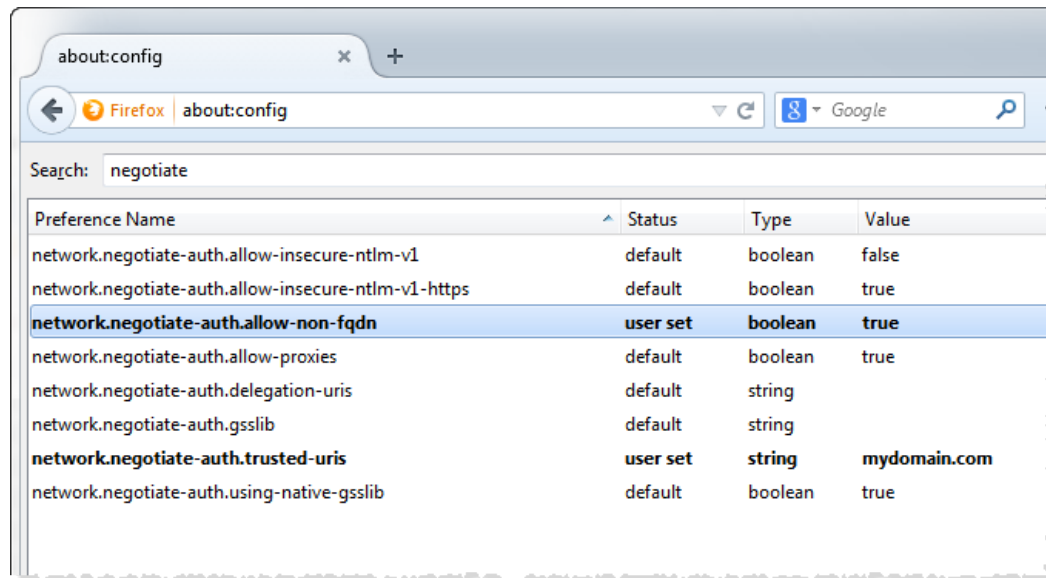 about:config
Firefox about:config Google
Search: negotiate
Preference Name Status Type Value
network.negotiate-auth.allow-insecure-ntlm-v1 default boolean false
network.negotiate-auth.allow-insecure-ntlm-v1-https default boolean true
network.negotiate-auth.allow-non-fqdn user set boolean true
network.negotiate-auth.allow-proxies default boolean true
network.negotiate-auth.delegation-uris default string
network.negotiate-auth.gsslib default string
network.negotiate-auth.trusted-uris user set string mydomain.com
network.negotiate-auth.using-native-gsslib default boolean true